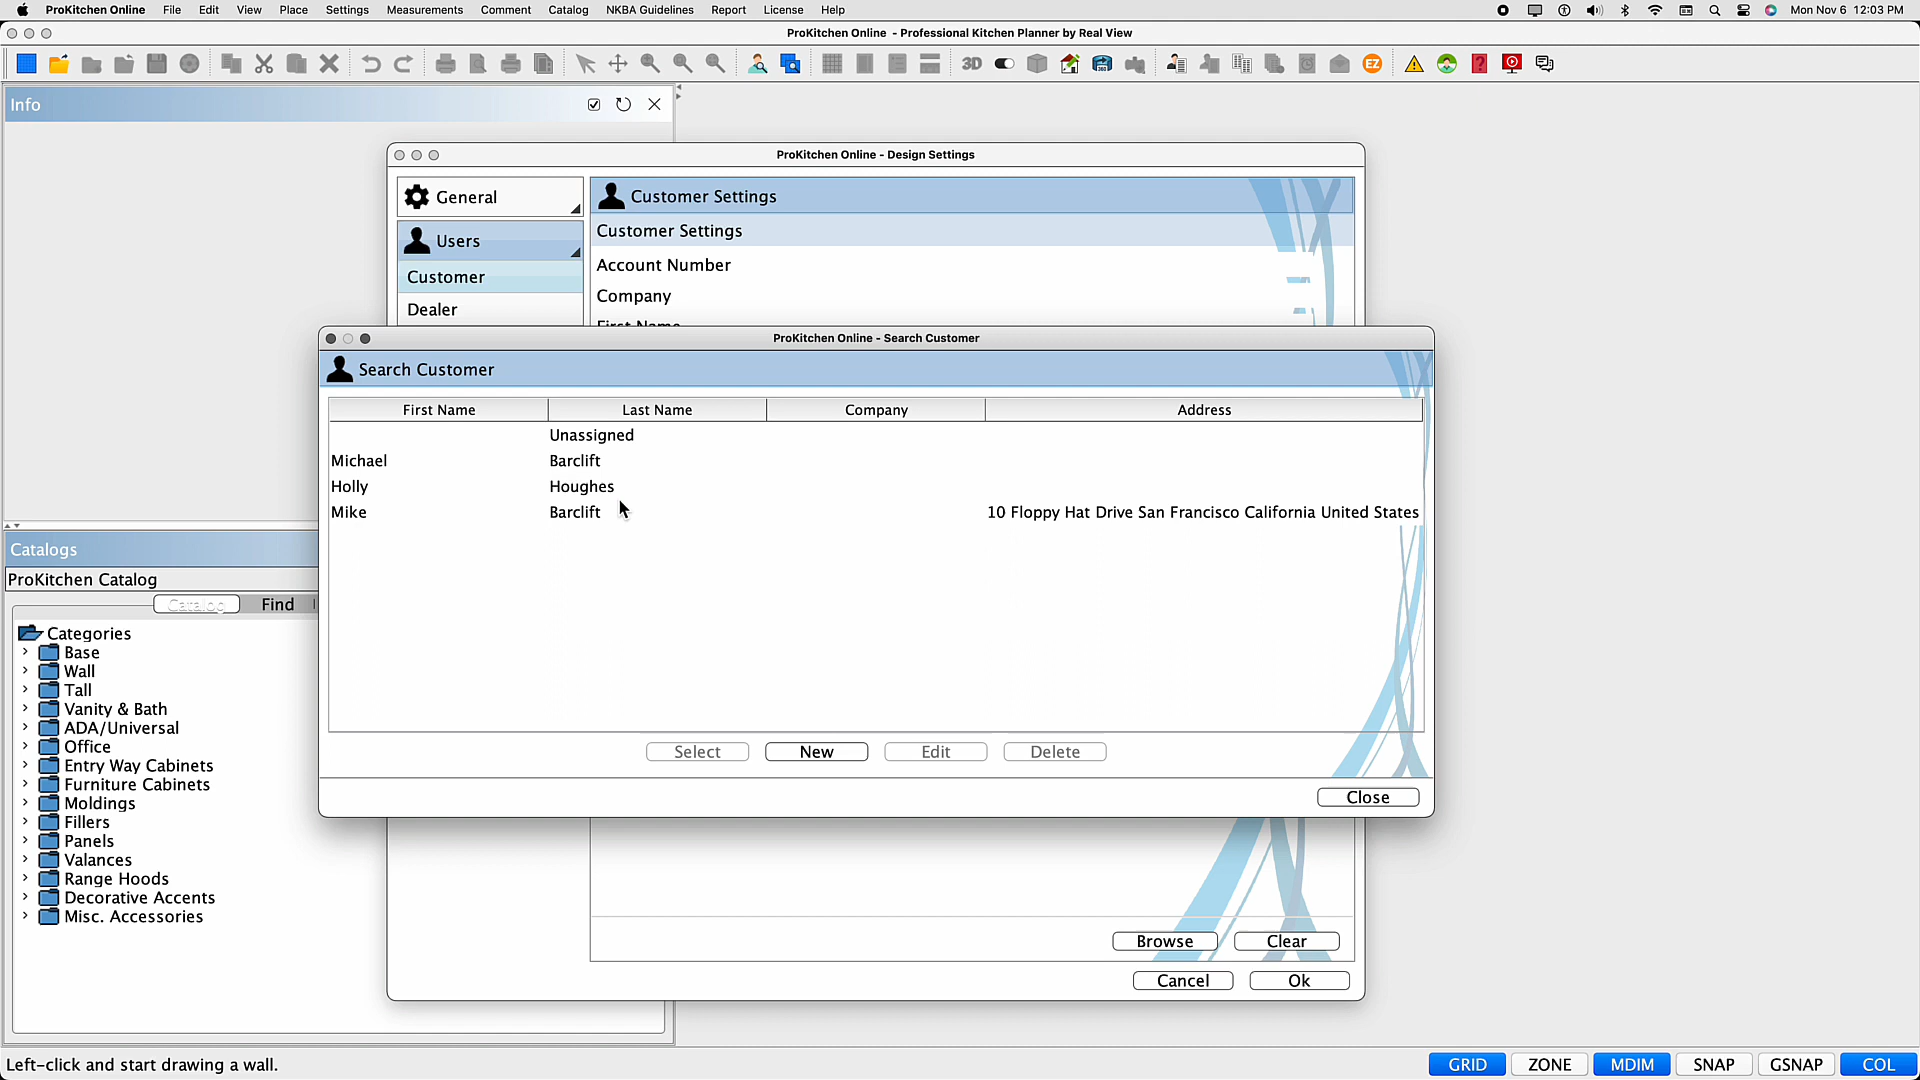 ProKitchen Online File Edit View Place Settings Measurements Comment Catalog NKBA Guidelines Report License Help Mon Nov 6 12:03 PM
ProKitchen Online - Professional Kitchen Planner by Real View
3D 360 EZ ?
Info
ProKitchen Online - Design Settings
General
Customer Settings
Customer Settings
Users
Account Number
Customer
Company
Dealer
First Name
ProKitchen Online - Search Customer
Search Customer
First Name Last Name Company Address
Unassigned
Michael Barclift
Holly Houghes
Mike Barclift 10 Floppy Hat Drive San Francisco California United States
Select New Edit Delete
Close
Catalogs
ProKitchen Catalog
Catalog Find
Categories
Base
Wall
Tall
Vanity & Bath
ADA/Universal
Office
Entry Way Cabinets
Furniture Cabinets
Moldings
Fillers
Panels
Valances
Range Hoods
Decorative Accents
Misc. Accessories
Browse Clear
Cancel Ok
Left-click and start drawing a wall.
GRID ZONE MDIM SNAP GSNAP COL